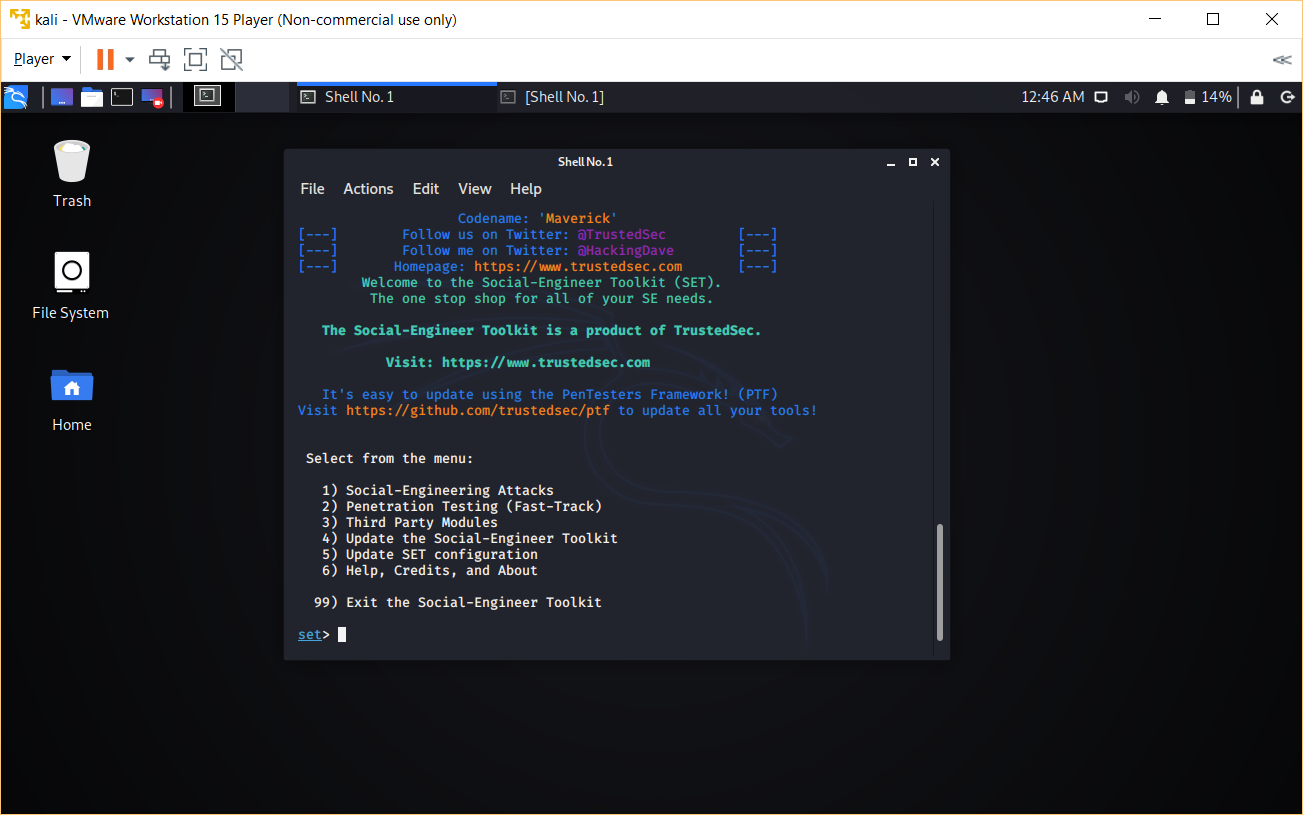 kali - VMware Workstation 15 Player (Non-commercial use only)
Player
Shell No. 1
[Shell No. 1]
12:46 AM
14%
Trash
File System
Home
Shell No. 1
File Actions Edit View Help
Codename: 'Maverick'
[---] Follow us on Twitter: @TrustedSec [---]
[---] Follow me on Twitter: @HackingDave [---]
[---] Homepage: https://www.trustedsec.com [---]
Welcome to the Social-Engineer Toolkit (SET).
The one stop shop for all of your SE needs.
The Social-Engineer Toolkit is a product of TrustedSec.
Visit: https://www.trustedsec.com
It's easy to update using the PenTesters Framework! (PTF)
Visit https://github.com/trustedsec/ptf to update all your tools!
Select from the menu:
1) Social-Engineering Attacks
2) Penetration Testing (Fast-Track)
3) Third Party Modules
4) Update the Social-Engineer Toolkit
5) Update SET configuration
6) Help, Credits, and About
99) Exit the Social-Engineer Toolkit
set>